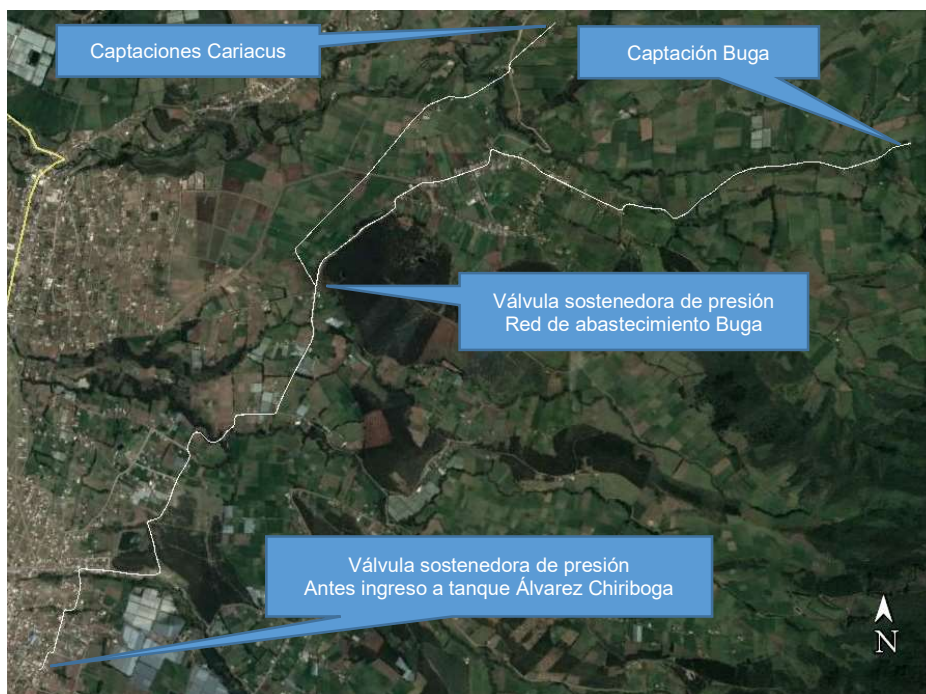 Captaciones Cariacus
Captación Buga
Válvula sostenedora de presión
Red de abastecimiento Buga
Válvula sostenedora de presión
Antes ingreso a tanque Álvarez Chiriboga
N